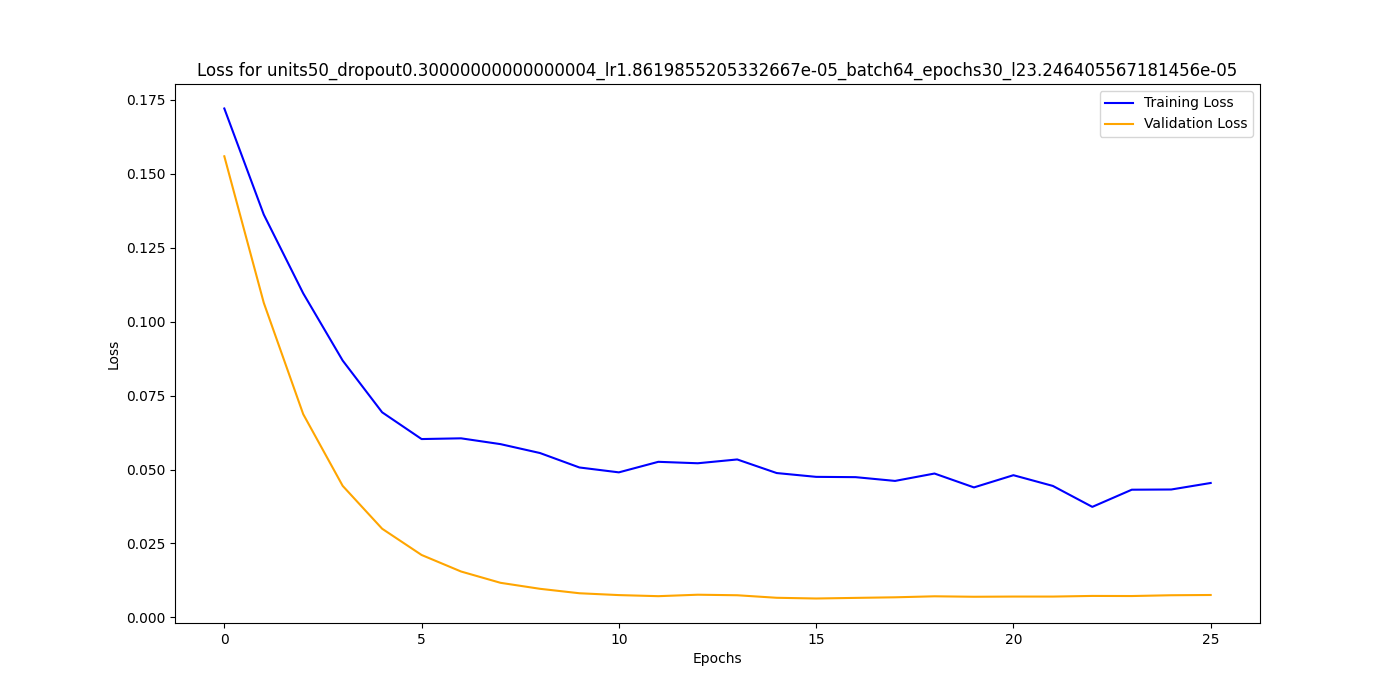 Loss for units50_dropout0.30000000000000004_lr1.8619855205332667e-05_batch64_epochs30_l23.246405567181456e-05
Training Loss
Validation Loss
0.175
0.150
0.125
0.100
0.075
0.050
0.025
0.000
Loss
0 5 10 15 20 25
Epochs